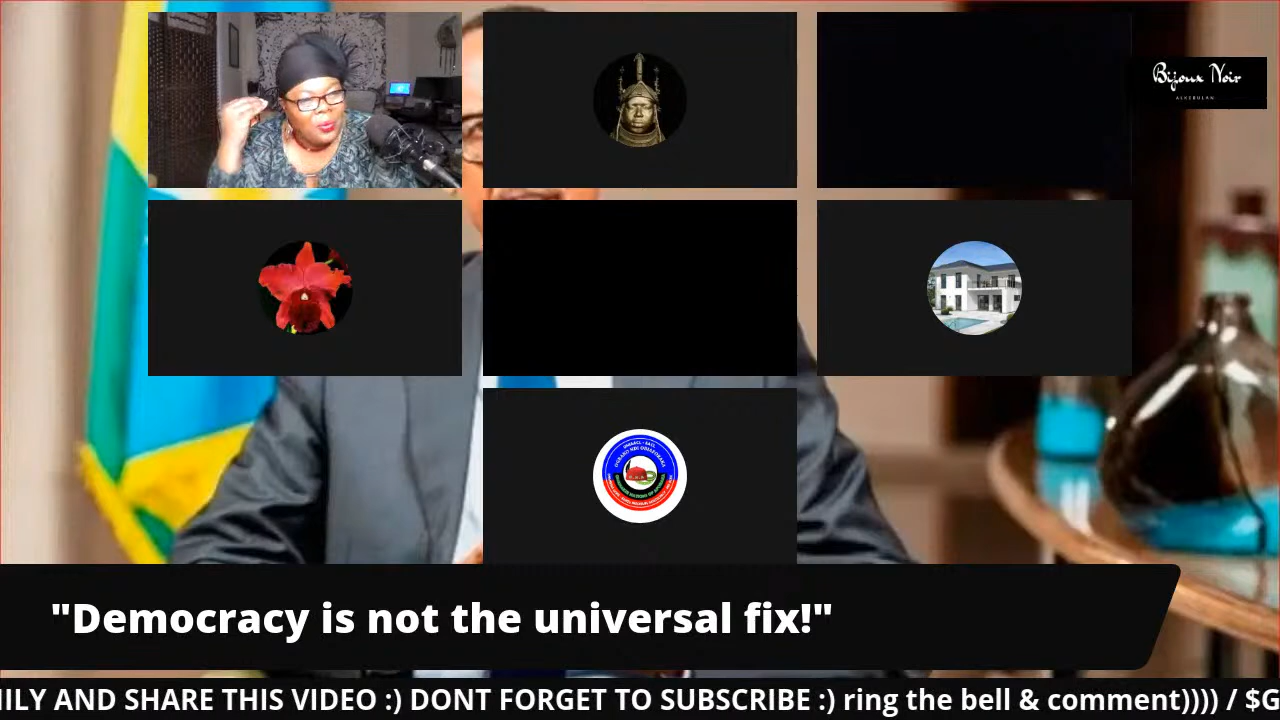 Bijoux Noir
ALKEBULAN
"Democracy is not the universal fix!"
ILY AND SHARE THIS VIDEO :) DONT FORGET TO SUBSCRIBE :) ring the bell & comment)))) / $G